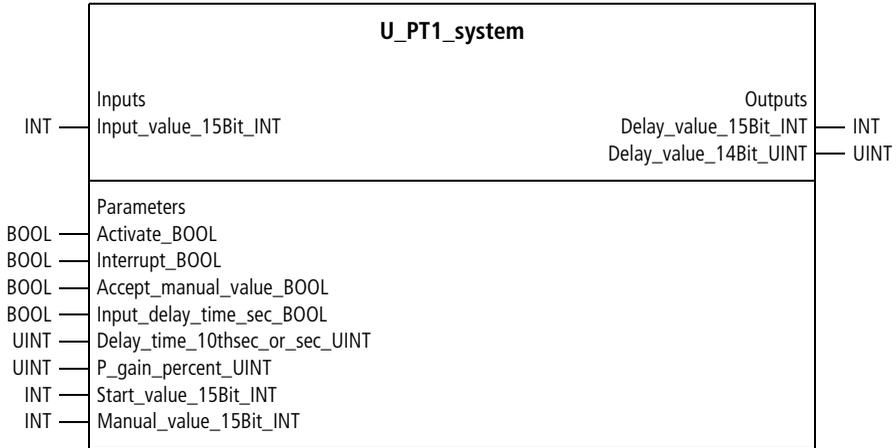 U_PT1_system
Inputs Outputs
INT Input_value_15Bit_INT Delay_value_15Bit_INT INT
Delay_value_14Bit_UINT UINT
Parameters
BOOL Activate_BOOL
BOOL Interrupt_BOOL
BOOL Accept_manual_value_BOOL
BOOL Input_delay_time_sec_BOOL
UINT Delay_time_10thsec_or_sec_UINT
UINT P_gain_percent_UINT
INT Start_value_15Bit_INT
INT Manual_value_15Bit_INT